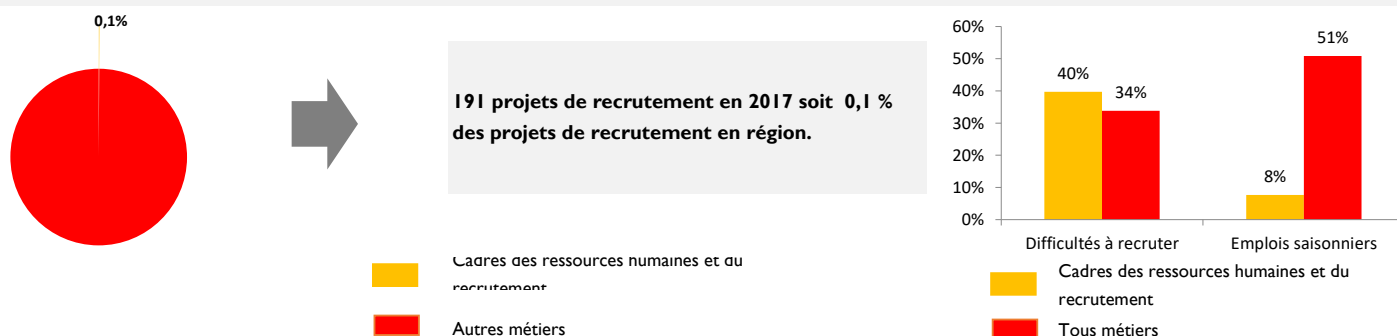 0,1%
191 projets de recrutement en 2017 soit 0,1 %
des projets de recrutement en région.
Cadres des ressources humaines et du
recrutement
Autres métiers
60%
50%
40%
30%
20%
10%
0%
40%
34%
8%
51%
Difficultés à recruter
Emplois saisonniers
Cadres des ressources humaines et du
recrutement
Tous métiers